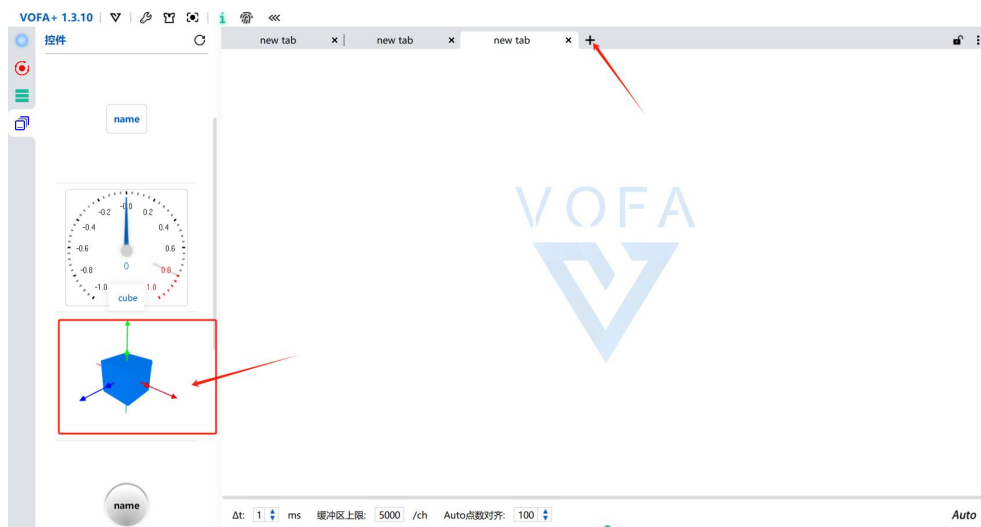 VOFA+ 1.3.10
控件
new tab
new tab
new tab
name
-0.0
-0.2
0.2
-0.4
0.4
-0.6
0.6
-0.8
0
0.8
-1.0
1.0
cube
VOFA
name
Δt: 1 ms 缓冲区上限: 5000 /ch Auto点数对齐: 100
Auto